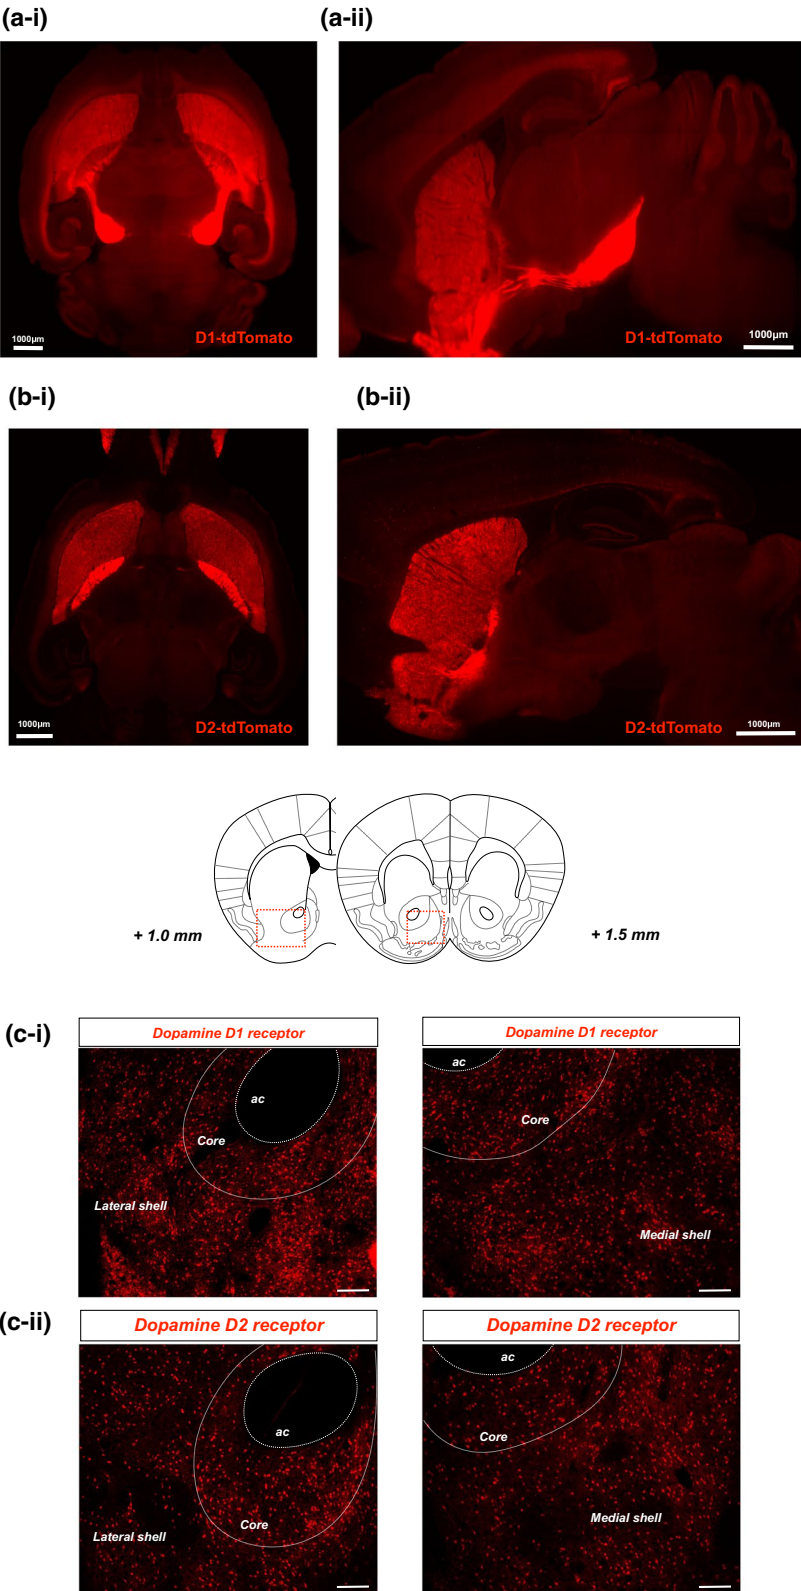 (a-i)
(a-ii)
1000µm
D1-tdTomato
D1-tdTomato
1000µm
(b-i)
(b-ii)
1000µm
D2-tdTomato
D2-tdTomato
1000µm
+ 1.0 mm
+ 1.5 mm
(c-i)
Dopamine D1 receptor
Dopamine D1 receptor
ac
Core
Lateral shell
ac
Core
Medial shell
(c-ii)
Dopamine D2 receptor
Dopamine D2 receptor
ac
Core
Lateral shell
ac
Core
Medial shell